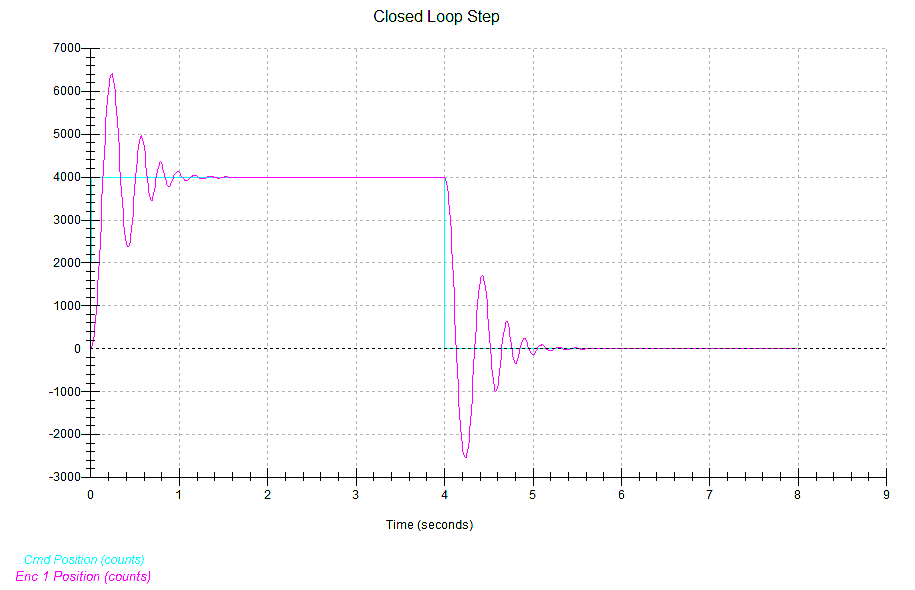 Closed Loop Step
7000
6000
5000
4000
3000
2000
1000
0
-1000
-2000
-3000
0 1 2 3 4 5 6 7 8 9
Time (seconds)
Cmd Position (counts)
Enc 1 Position (counts)